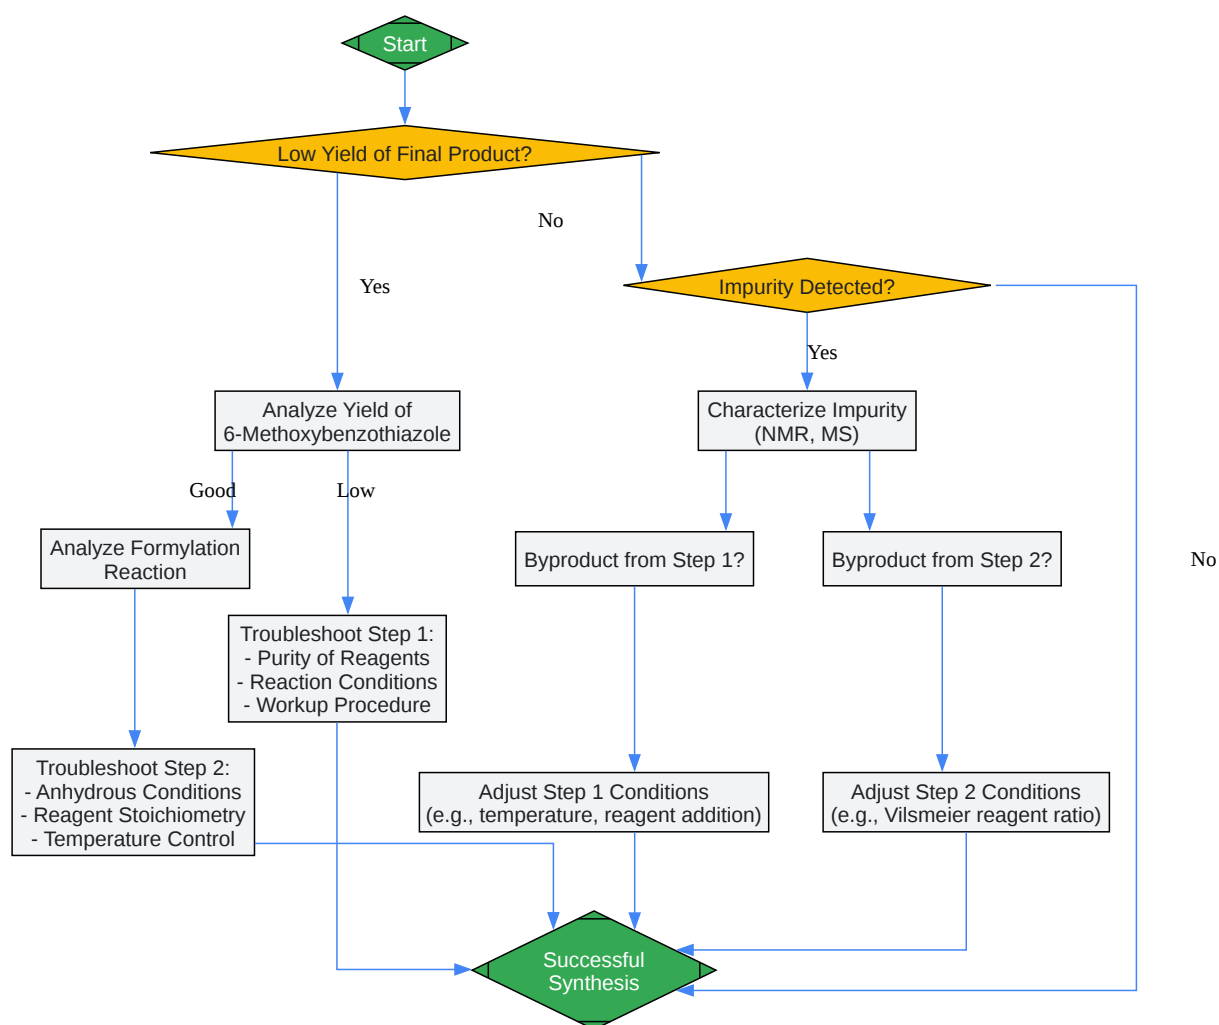 Start
Low Yield of Final Product?
No
Yes
Impurity Detected?
Yes
Analyze Yield of
6-Methoxybenzothiazole
Characterize Impurity
(NMR, MS)
Good
Low
Analyze Formylation
Reaction
Byproduct from Step 1?
Byproduct from Step 2?
No
Troubleshoot Step 1:
- Purity of Reagents
- Reaction Conditions
- Workup Procedure
Troubleshoot Step 2:
- Anhydrous Conditions
- Reagent Stoichiometry
- Temperature Control
Adjust Step 1 Conditions
(e.g., temperature, reagent addition)
Adjust Step 2 Conditions
(e.g., Vilsmeier reagent ratio)
Successful
Synthesis